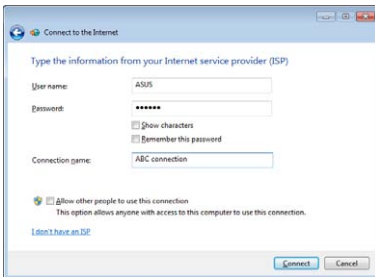 Connect to the Internet
Type the information from your Internet service provider (ISP)
User name: ASUS
Password: ••••••
Show characters
Remember this password
Connection name: ABC connection
Allow other people to use this connection
This option allows anyone with access to this computer to use this connection.
I don't have an ISP
Connect Cancel